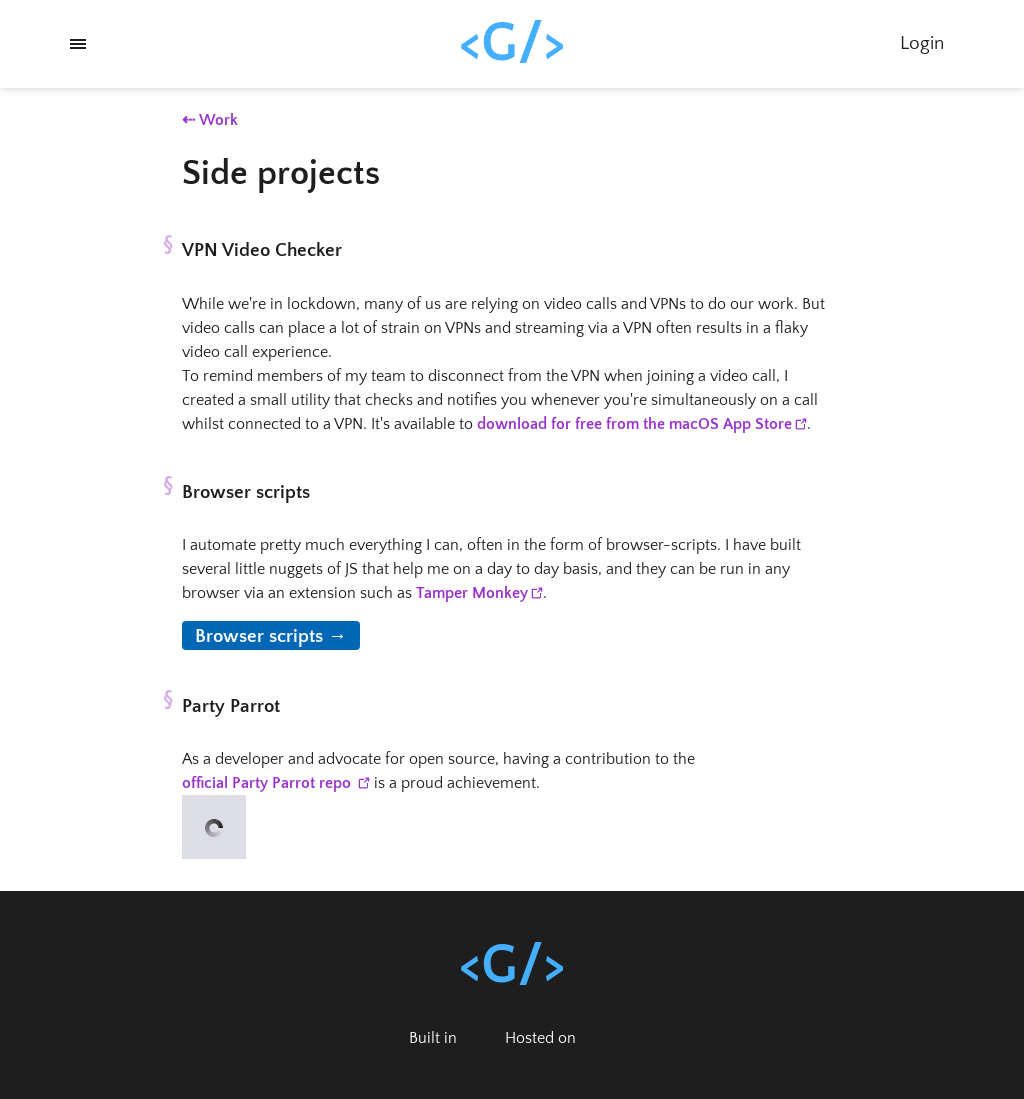 <G/>
Login
⇠ Work
Side projects
§ VPN Video Checker
While we're in lockdown, many of us are relying on video calls and VPNs to do our work. But
video calls can place a lot of strain on VPNs and streaming via a VPN often results in a flaky
video call experience.
To remind members of my team to disconnect from the VPN when joining a video call, I
created a small utility that checks and notifies you whenever you're simultaneously on a call
whilst connected to a VPN. It's available to download for free from the macOS App Store.
§ Browser scripts
I automate pretty much everything I can, often in the form of browser-scripts. I have built
several little nuggets of JS that help me on a day to day basis, and they can be run in any
browser via an extension such as Tamper Monkey.
Browser scripts →
§ Party Parrot
As a developer and advocate for open source, having a contribution to the
official Party Parrot repo is a proud achievement.
<G/>
Built in
Hosted on